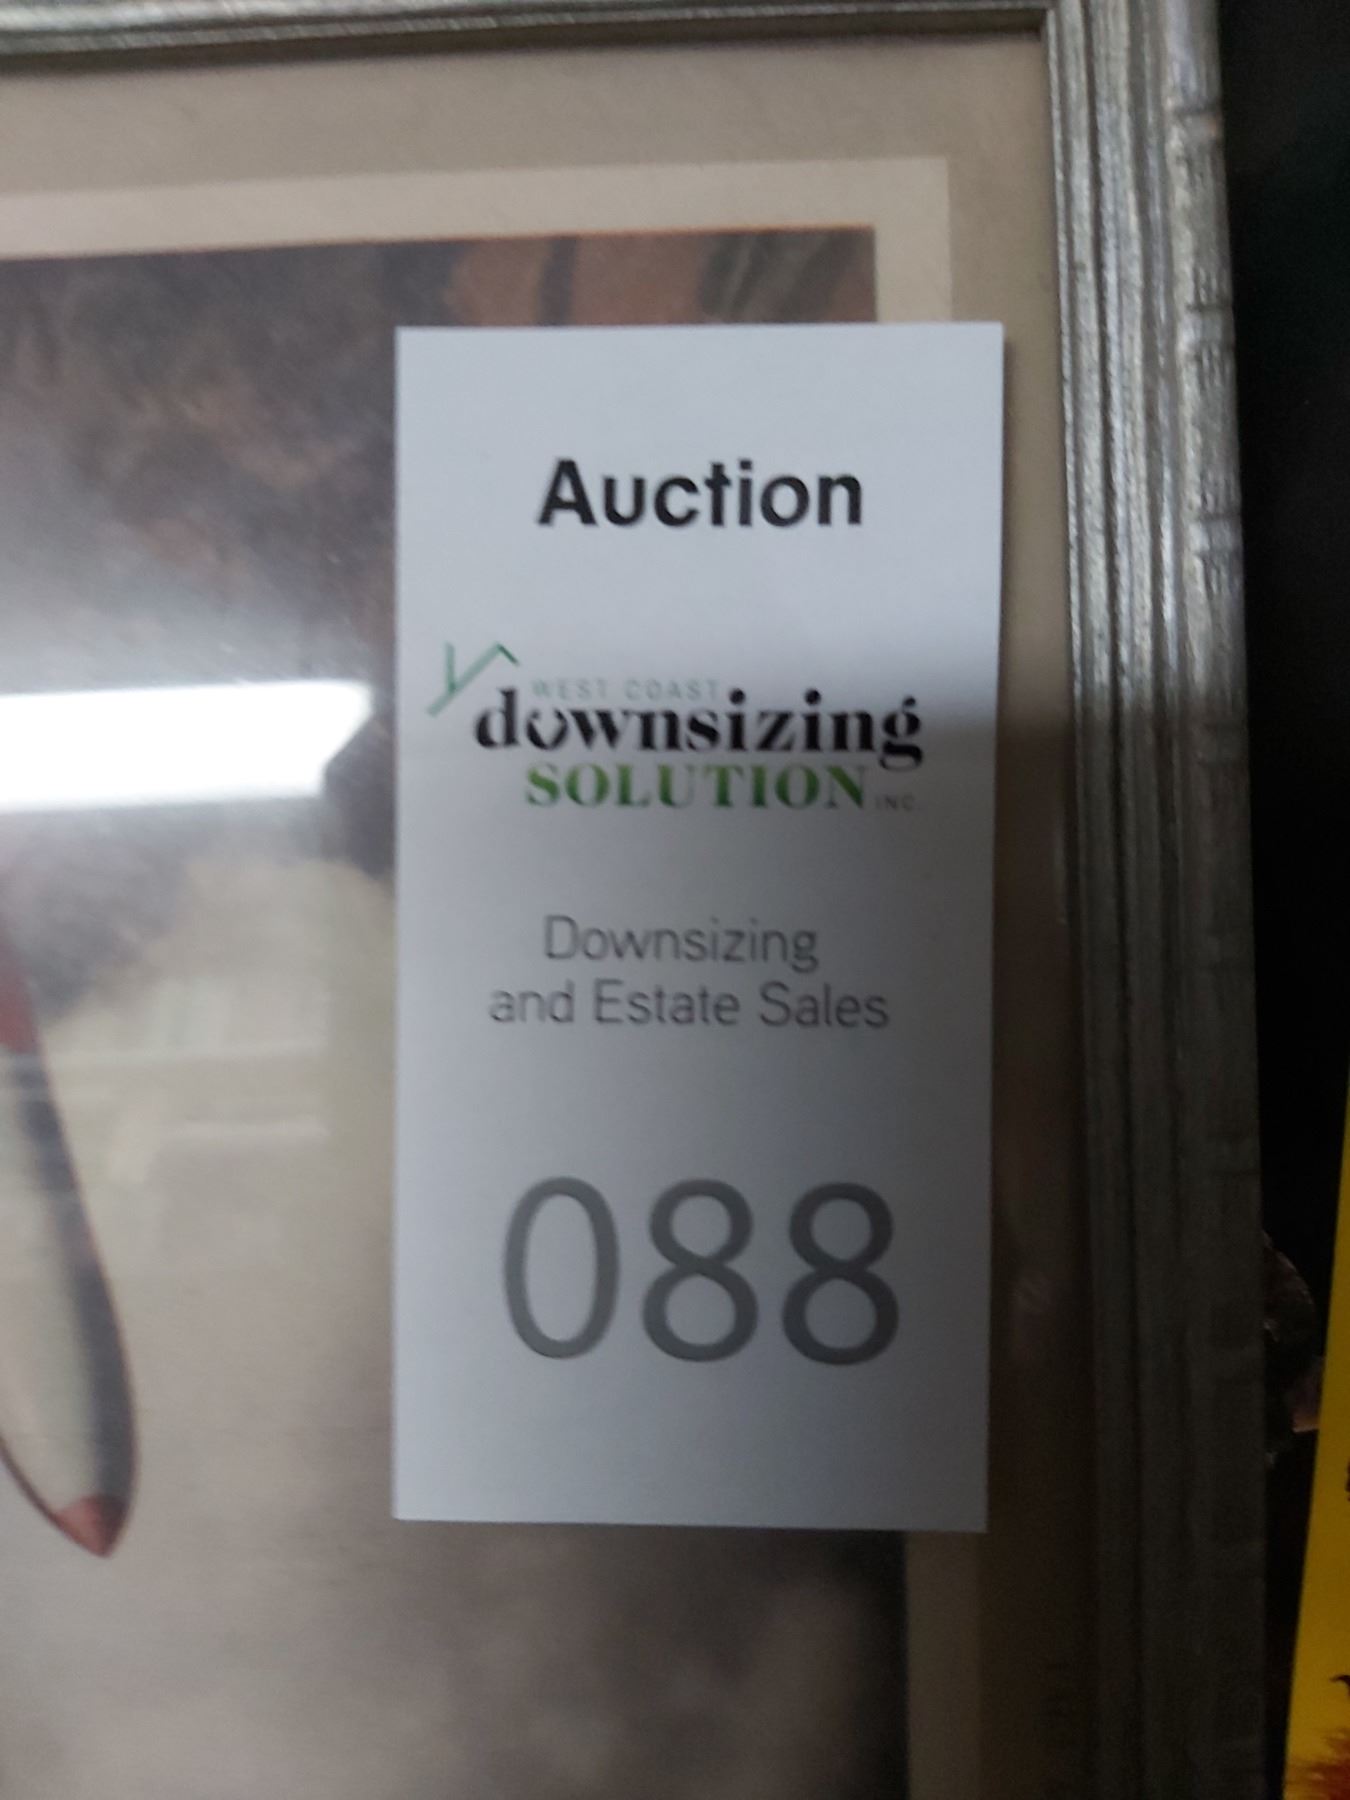 Auction
WEST COAST
downsizing
SOLUTION INC.
Downsizing
and Estate Sales
088